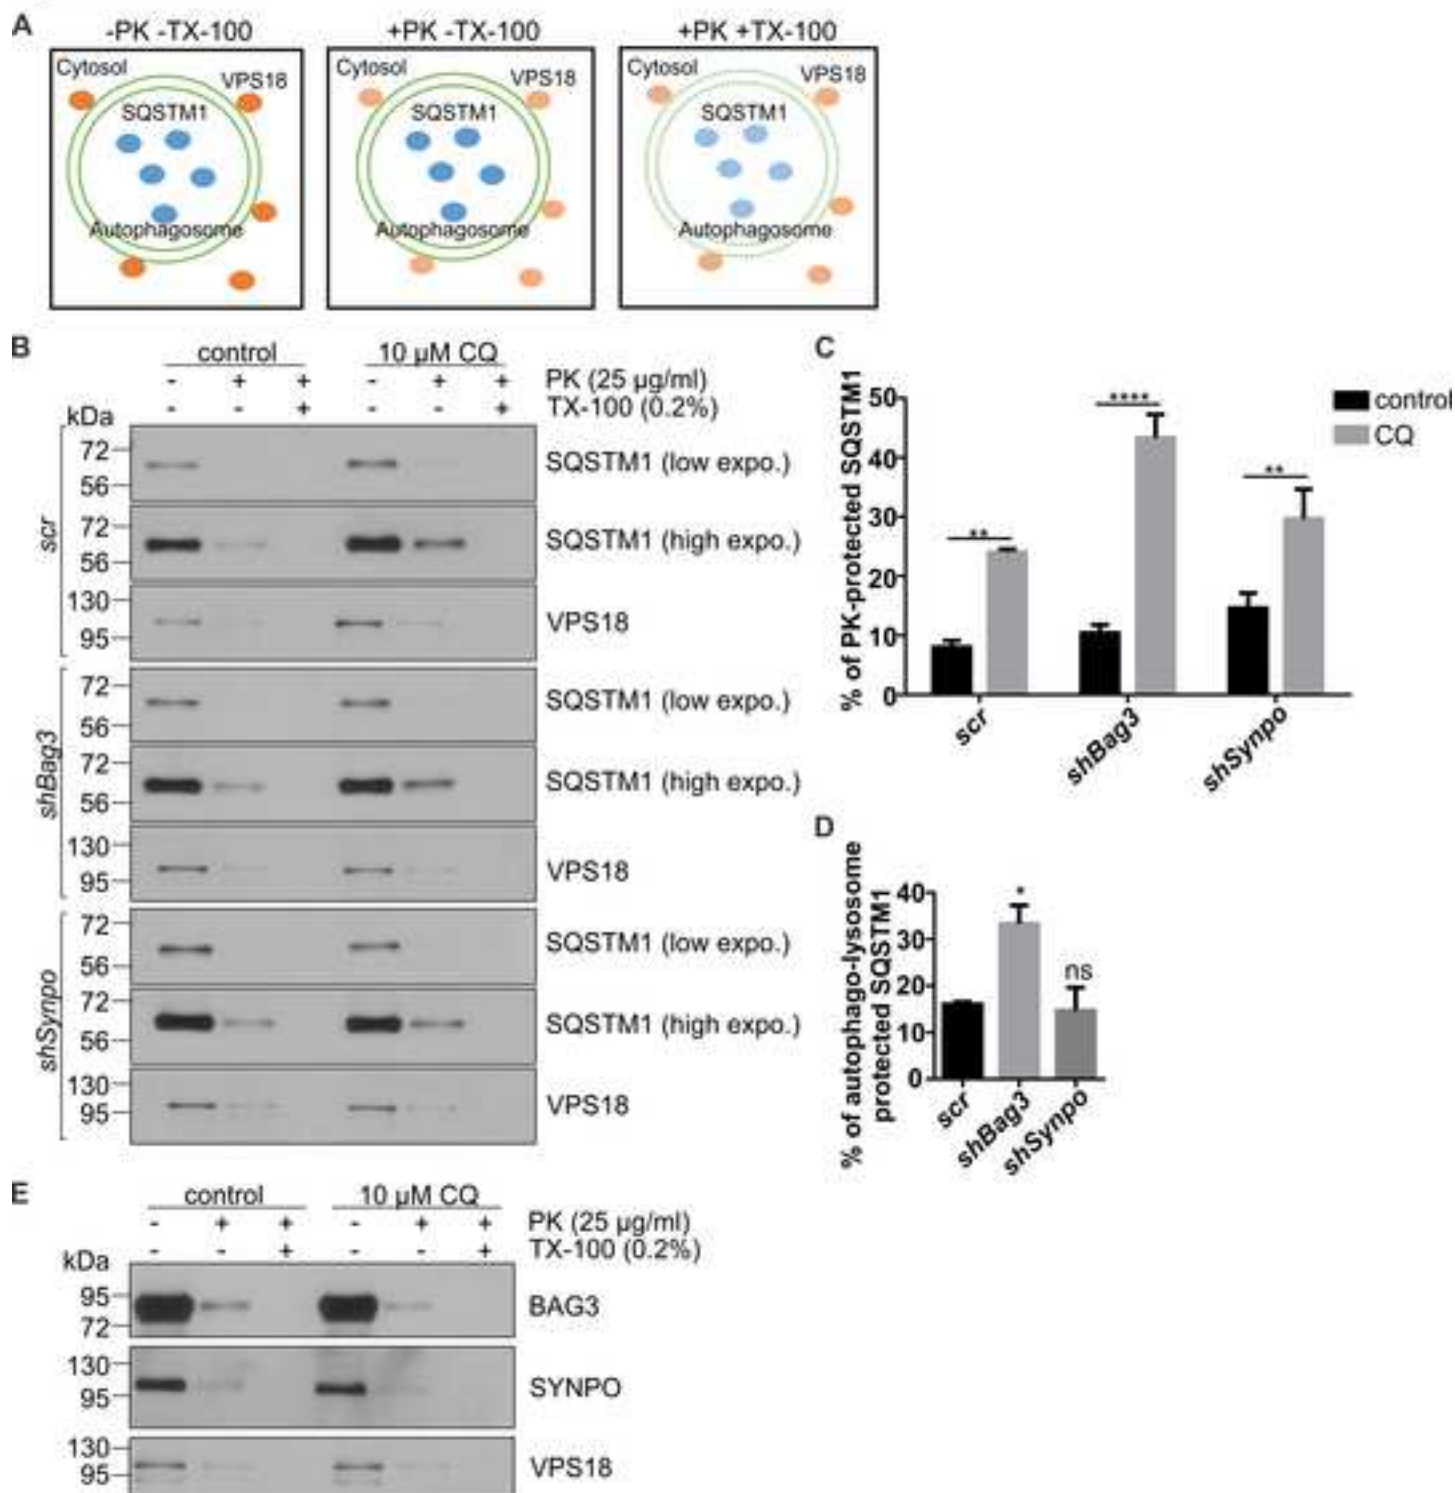 A
-PK -TX-100
+PK -TX-100
+PK +TX-100
Cytosol
VPS18
SQSTM1
Autophagosome
Cytosol
VPS18
SQSTM1
Autophagosome
Cytosol
VPS18
SQSTM1
Autophagosome
B
control
10 µM CQ
- + + - + + PK (25 µg/ml)
- - + - - + TX-100 (0.2%)
kDa
scr
72
56
SQSTM1 (low expo.)
72
56
SQSTM1 (high expo.)
130
95
VPS18
shBag3
72
56
SQSTM1 (low expo.)
72
56
SQSTM1 (high expo.)
130
95
VPS18
shSynpo
72
56
SQSTM1 (low expo.)
72
56
SQSTM1 (high expo.)
130
95
VPS18
C
% of PK-protected SQSTM1
50
40
30
20
10
0
**
****
**
control
CQ
scr
shBag3
shSynpo
D
% of autophago-lysosome
protected SQSTM1
40
30
20
10
0
*
ns
scr
shBag3
shSynpo
E
control
10 µM CQ
- + + - + + PK (25 µg/ml)
- - + - - + TX-100 (0.2%)
kDa
95
72
BAG3
130
95
SYNPO
130
95
VPS18